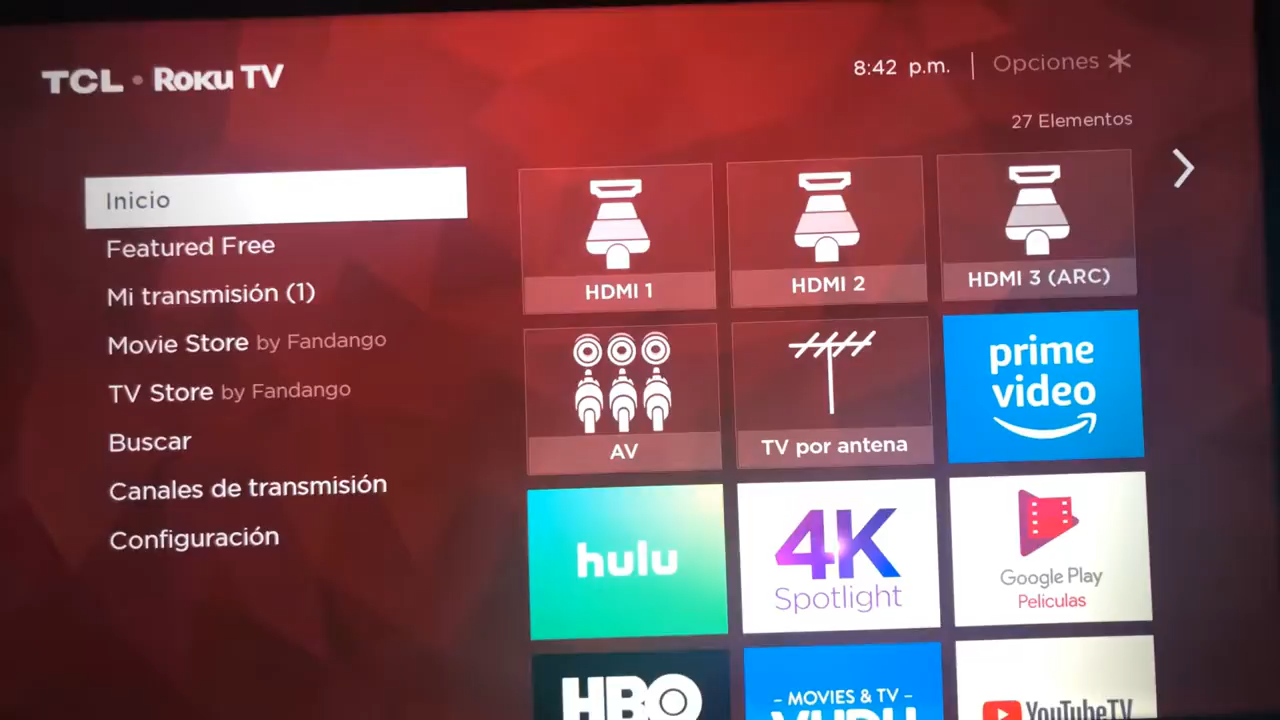 TCL • Roku TV
8:42 p.m. | Opciones
27 Elementos
Inicio
Featured Free
Mi transmisión (1)
Movie Store by Fandango
TV Store by Fandango
Buscar
Canales de transmisión
Configuración
HDMI 1
HDMI 2
HDMI 3 (ARC)
AV
TV por antena
prime
video
hulu
4K
Spotlight
Google Play
Películas
HBO
- MOVIES & TV -
VUDU
YouTubeTV